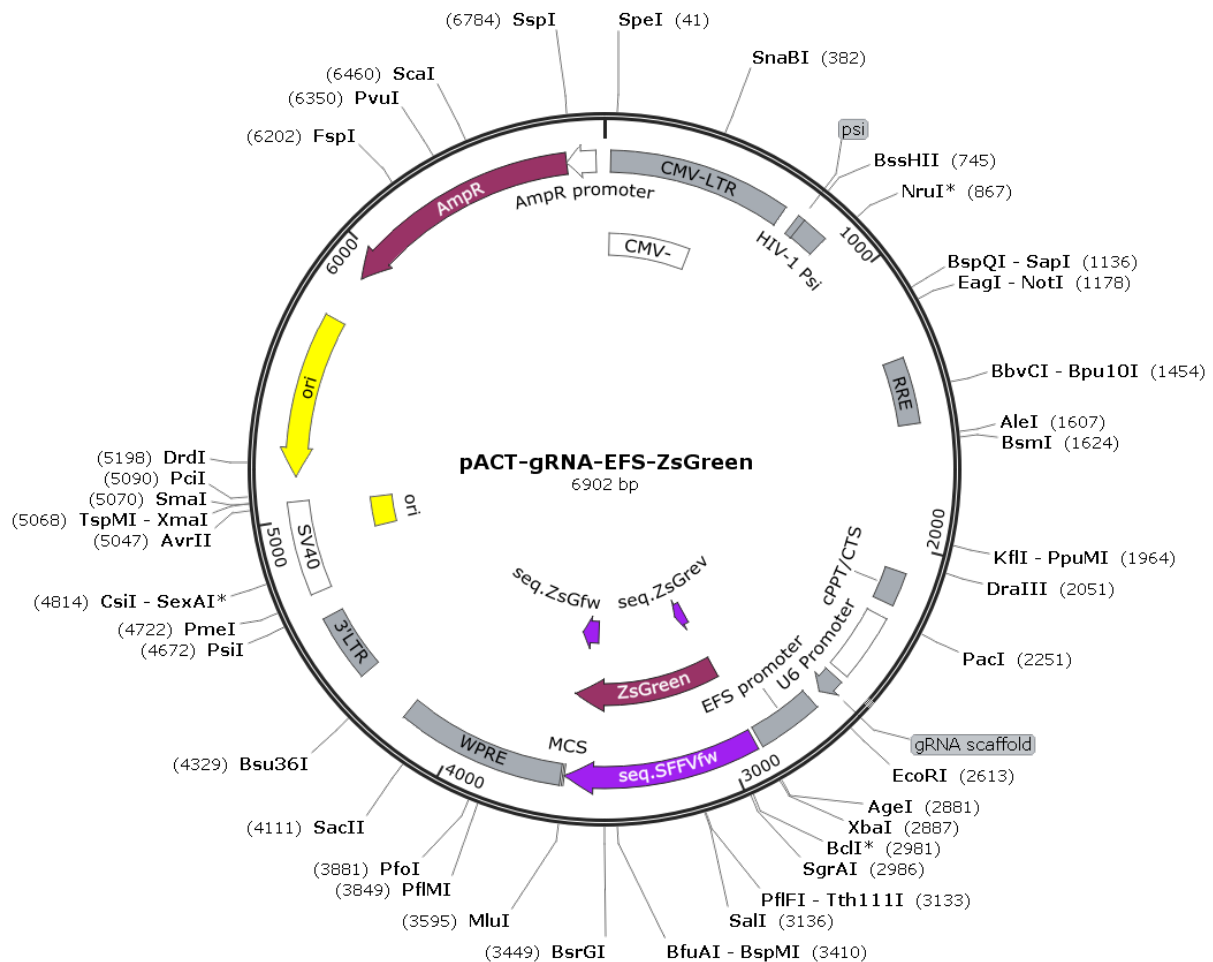 (6784) SspI
SpeI (41)
(6460) ScaI
SnaBI (382)
(6350) PvuI
psi
(6202) FspI
BssHII (745)
NruI* (867)
CMV-LTR
AmpR
AmpR promoter
CMV-
HIV-1 Psi
1000
6000
BspQI - SapI (1136)
EagI - NotI (1178)
BbvCI - Bpu10I (1454)
RRE
ori
AleI (1607)
BsmI (1624)
pACT-gRNA-EFS-ZsGreen
6902 bp
(5198) DrdI
(5090) PciI
(5070) SmaI
(5068) TspMI - XmaI
(5047) AvrII
ori
5000
SV40
2000
KflI - PpuMI (1964)
DraIII (2051)
cPPT/CTS
seq.ZsGfw
seq.ZsGrev
(4814) CsiI - SexAI*
(4722) PmeI
(4672) PsiI
3'LTR
PacI (2251)
U6 Promoter
EFS promoter
ZsGreen
gRNA scaffold
WPRE
MCS
seq.SFFVfw
EcoRI (2613)
(4329) Bsu36I
4000
3000
AgeI (2881)
XbaI (2887)
(4111) SacII
BclI* (2981)
SgrAI (2986)
(3881) PfoI
(3849) PflMI
PflFI - Tth111I (3133)
(3595) MluI
SalI (3136)
(3449) BsrGI
BfuAI - BspMI (3410)